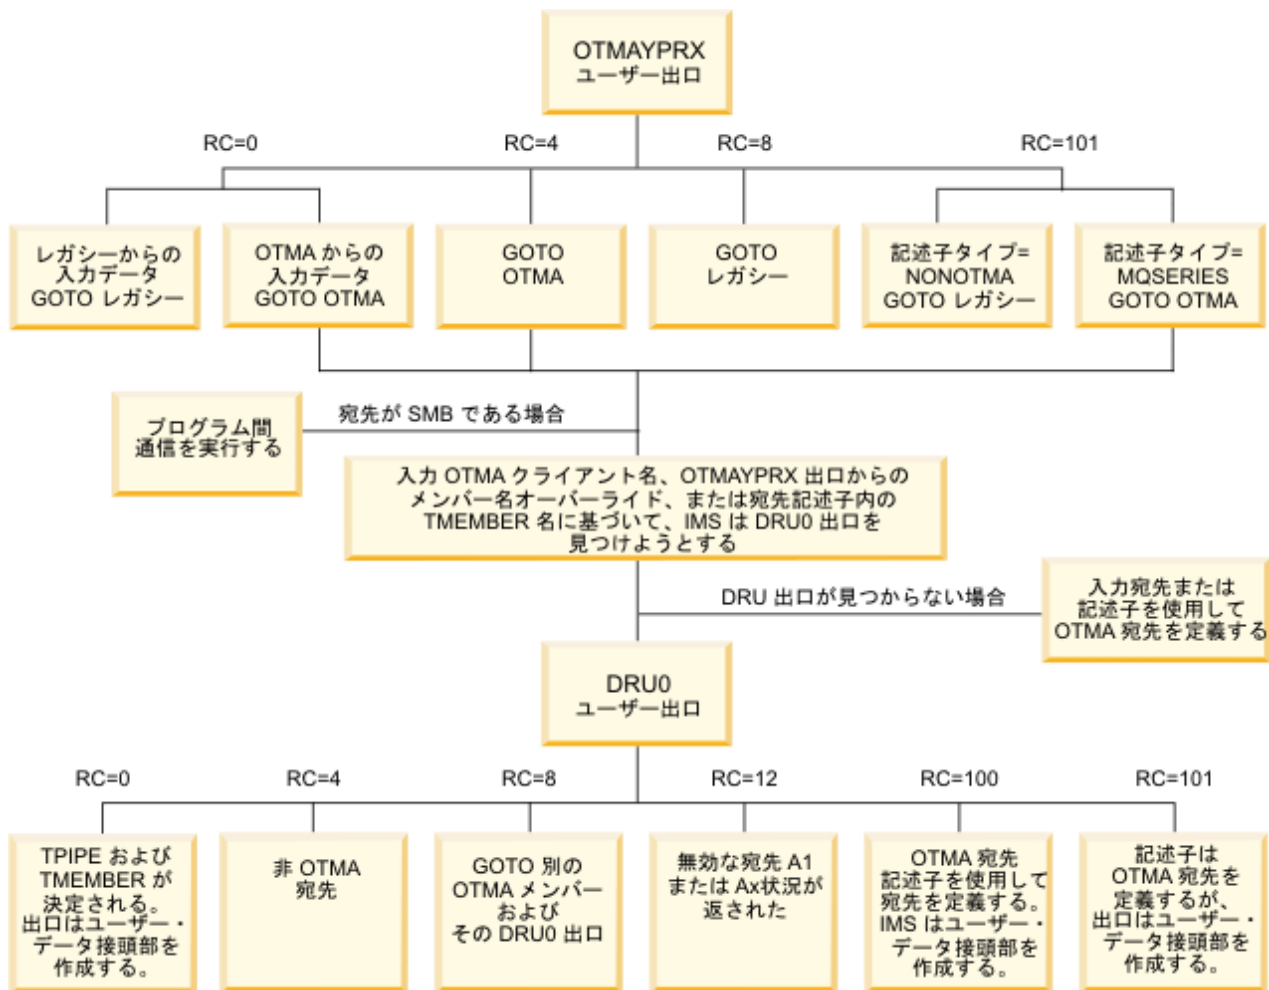 OTMAYPRX
ユーザー出口
RC=0
RC=4
RC=8
RC=101
レガシーからの
入力データ
GOTO レガシー
OTMA からの
入力データ
GOTO OTMA
GOTO
OTMA
GOTO
レガシー
記述子タイプ=
NONOTMA
GOTO レガシー
記述子タイプ=
MQSERIES
GOTO OTMA
プログラム間
通信を実行する
宛先が SMB である場合
入力 OTMA クライアント名、OTMAYPRX 出口からの
メンバー名オーバーライド、または宛先記述子内の
TMEMBER 名に基づいて、IMS は DRU0 出口を
見つけようとする
DRU 出口が見つからない場合
入力宛先または
記述子を使用して
OTMA 宛先を定義する
DRU0
ユーザー出口
RC=0
RC=4
RC=8
RC=12
RC=100
RC=101
TPIPE および
TMEMBER が
決定される。
出口はユーザー・
データ接頭部を
作成する。
非 OTMA
宛先
GOTO 別の
OTMA メンバー
および
その DRU0 出口
無効な宛先 A1
または Ax状況が
返された
OTMA 宛先
記述子を使用して
宛先を定義する。
IMS はユーザー・
データ接頭部を
作成する。
記述子は
OTMA 宛先を
定義するが、
出口はユーザー・
データ接頭部を
作成する。